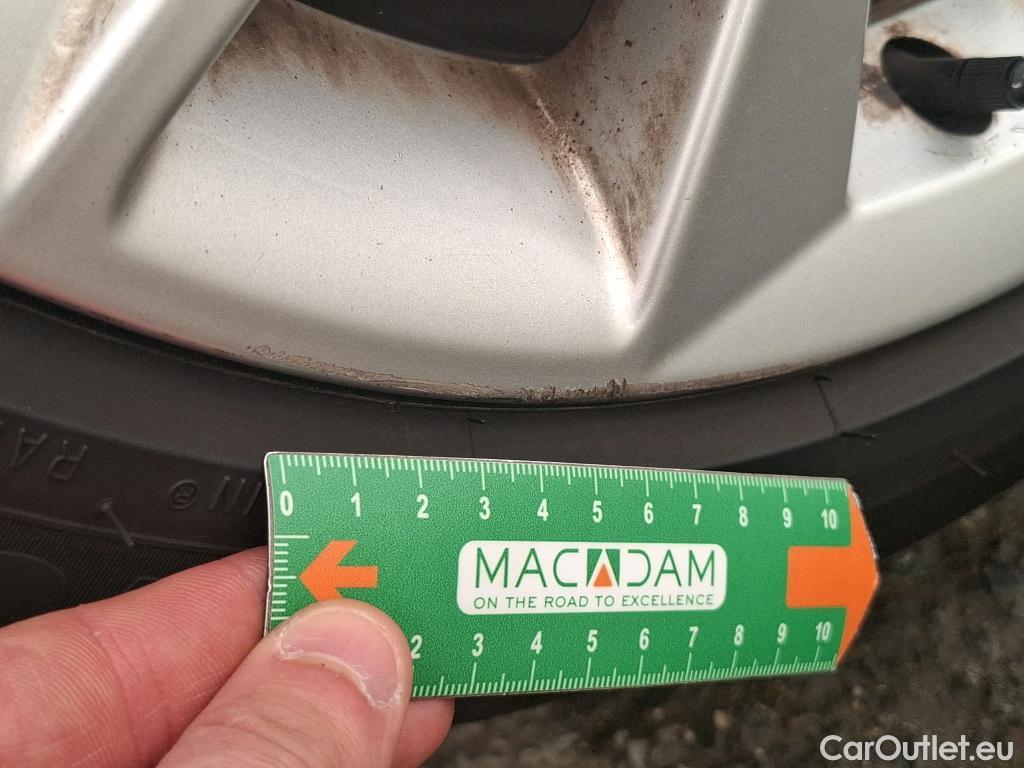 0 1 2 3 4 5 6 7 8 9 10
MACADAM
ON THE ROAD TO EXCELLENCE
2 3 4 5 6 7 8 9 10
CarOutlet.eu